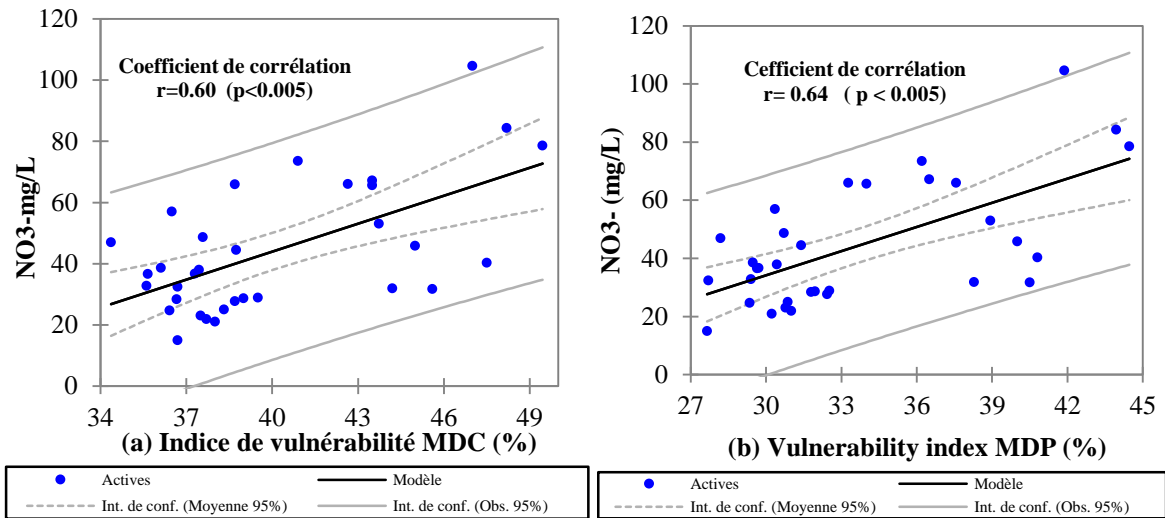 120
100
80
60
40
20
0
NO3-mg/L
Coefficient de corrélation
r=0.60 (p<0.005)
34 37 40 43 46 49
(a) Indice de vulnérabilité MDC (%)
Actives
Modèle
Int. de conf. (Moyenne 95%)
Int. de conf. (Obs. 95%)
120
100
80
60
40
20
0
NO3- (mg/L)
Cefficient de corrélation
r= 0.64 ( p < 0.005)
27 30 33 36 39 42 45
(b) Vulnerability index MDP (%)
Actives
Modèle
Int. de conf. (Moyenne 95%)
Int. de conf. (Obs. 95%)